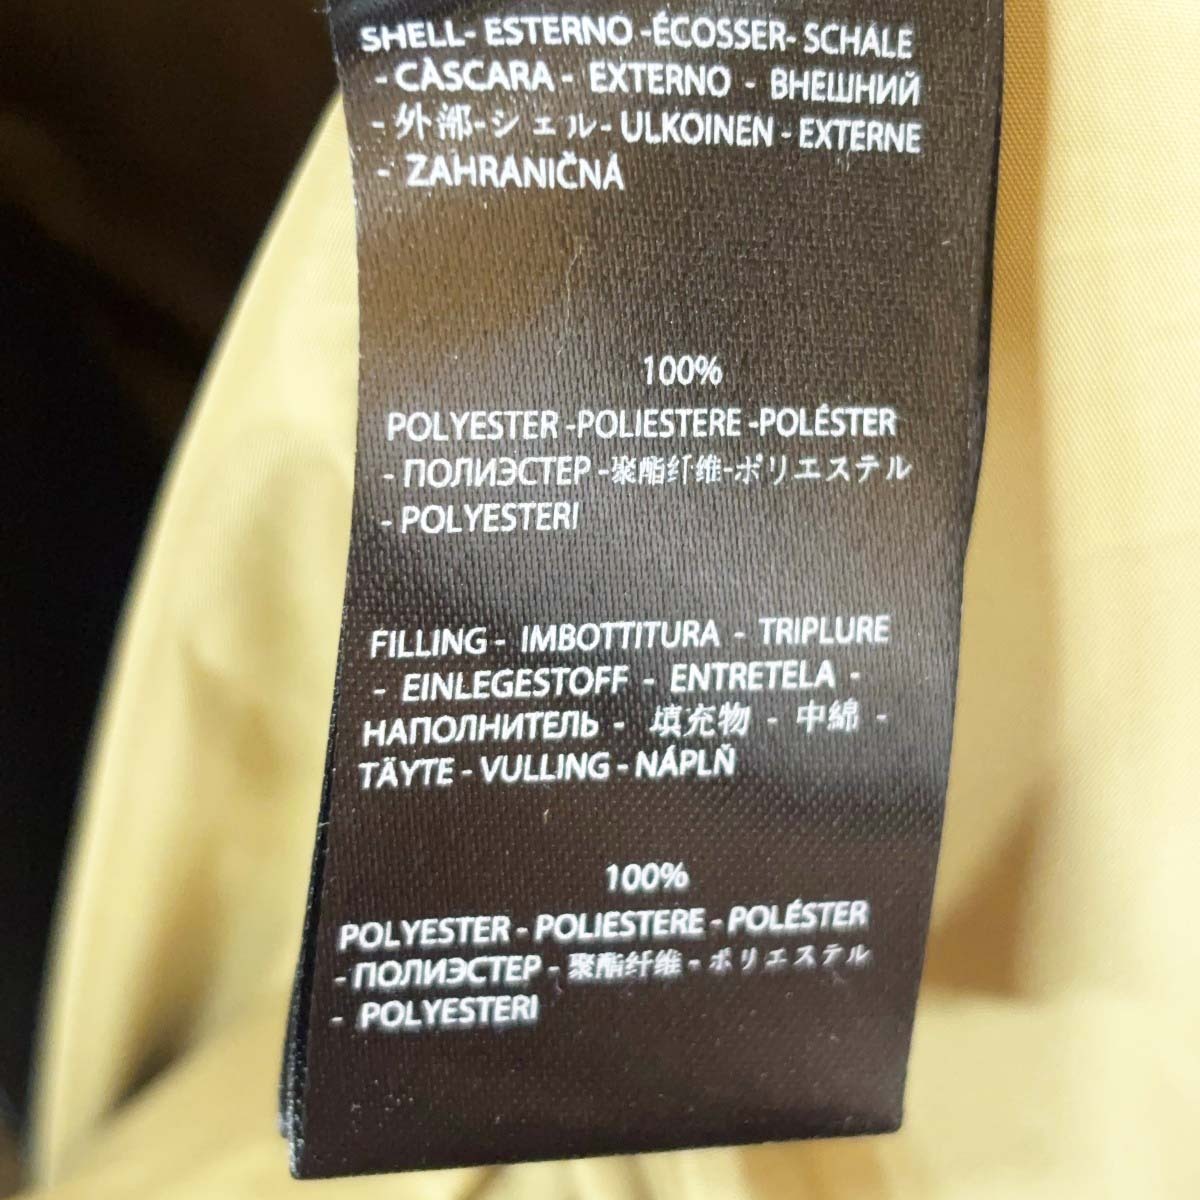 SHELL- ESTERNO -ÉCOSSER- SCHALE
- CÀSCARA - EXTERNO - ВНЕШНИЙ
- 外部-シェル- ULKOINEN - EXTERNE
- ZAHRANIČNÁ
100%
POLYESTER -POLIESTERE -POLÉSTER
- ПОЛИЭСТЕР -聚酯纤维-ポリエステル
- POLYESTERI
FILLING - IMBOTTITURA - TRIPLURE
- EINLEGESTOFF - ENTRETELA -
НАПОЛНИТЕЛЬ - 填充物 - 中綿 -
TÄYTE - VULLING - NÁPLŇ
100%
POLYESTER - POLIESTERE - POLÉSTER
- ПОЛИЭСТЕР - 聚酯纤维 - ポリエステル
- POLYESTERI